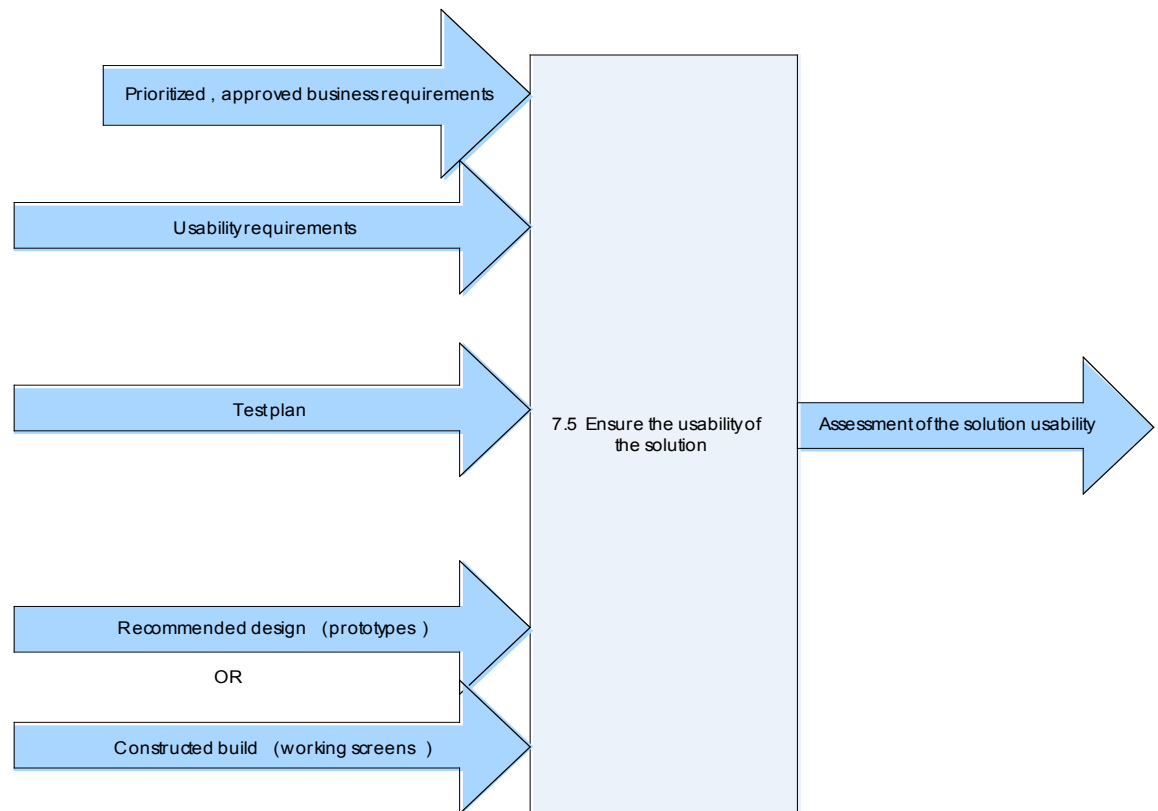 Prioritized , approved business requirements
Usability requirements
Test plan
7.5 Ensure the usability of
the solution
Assessment of the solution usability
Recommended design (prototypes )
OR
Constructed build (working screens )